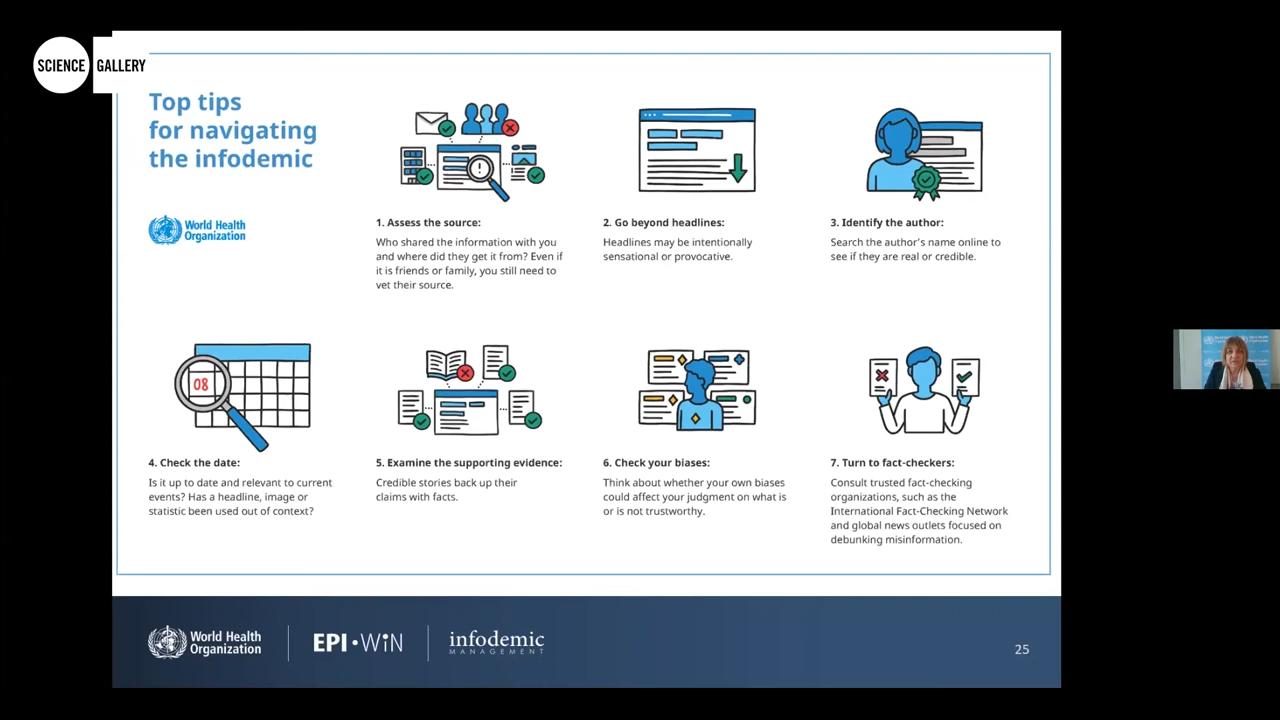 SCIENCE GALLERY
Top tips
for navigating
the infodemic
World Health
Organization
1. Assess the source:
Who shared the information with you
and where did they get it from? Even if
it is friends or family, you still need to
vet their source.
2. Go beyond headlines:
Headlines may be intentionally
sensational or provocative.
3. Identify the author:
Search the author's name online to
see if they are real or credible.
08
4. Check the date:
Is it up to date and relevant to current
events? Has a headline, image or
statistic been used out of context?
5. Examine the supporting evidence:
Credible stories back up their
claims with facts.
6. Check your biases:
Think about whether your own biases
could affect your judgment on what is
or is not trustworthy.
7. Turn to fact-checkers:
Consult trusted fact-checking
organizations, such as the
International Fact-Checking Network
and global news outlets focused on
debunking misinformation.
World Health
Organization
EPI•WiN
infodemic
MANAGEMENT
25